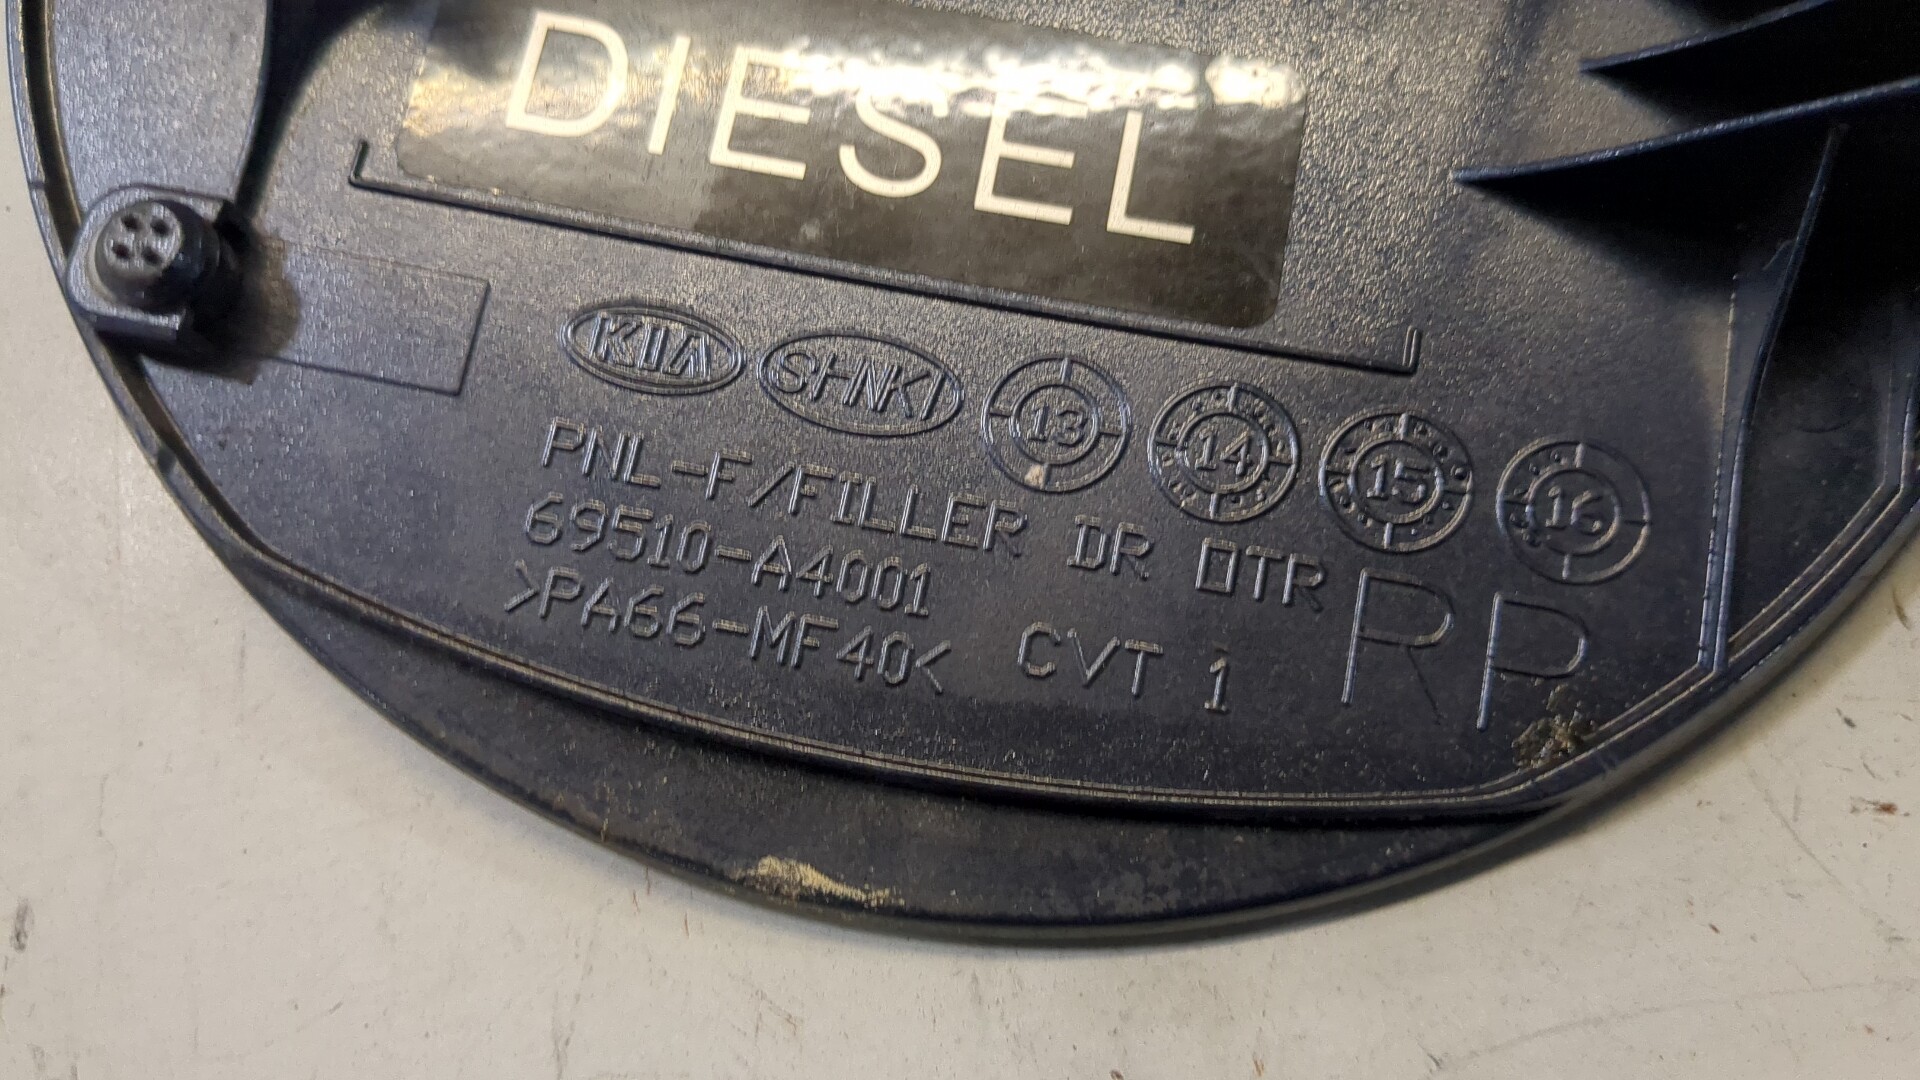 DIESEL
KIA SHNKI 13 14 15 16
PNL-F/FILLER DR OTR
69510-A4001
>PA66-MF40< CVT 1 RP